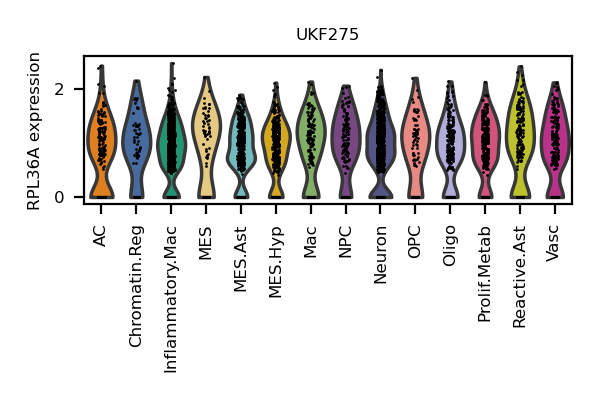 UKF275
RPL36A expression
2
0
AC
Chromatin.Reg
Inflammatory.Mac
MES
MES.Ast
MES.Hyp
Mac
NPC
Neuron
OPC
Oligo
Prolif.Metab
Reactive.Ast
Vasc